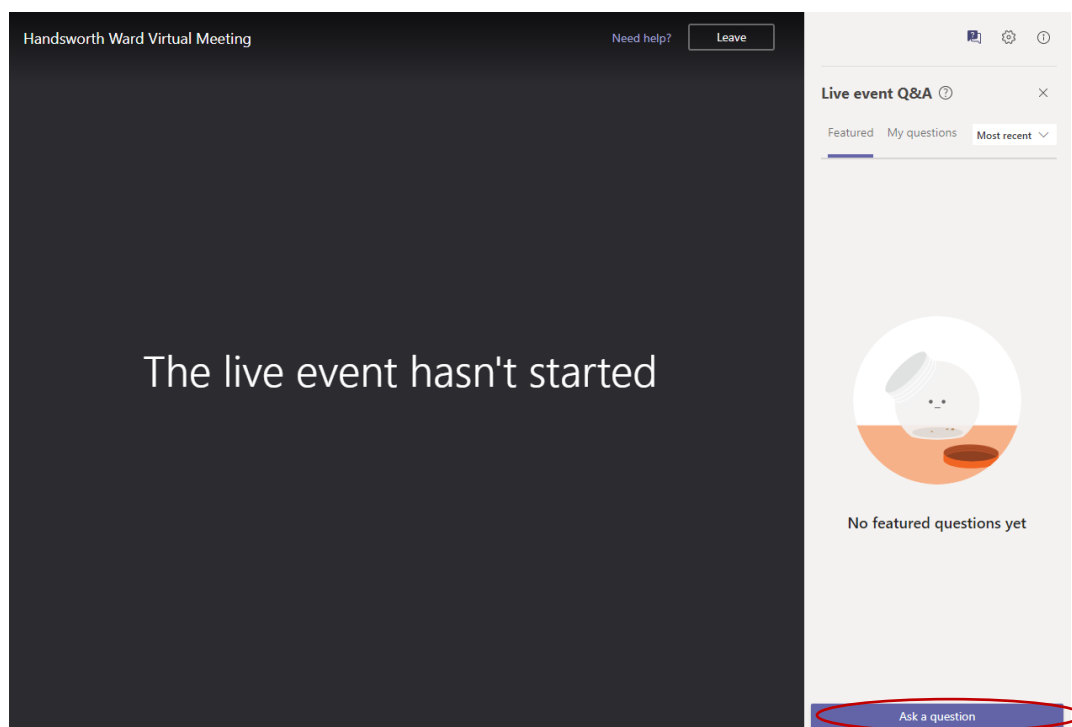 Handsworth Ward Virtual Meeting
Need help?
Leave
The live event hasn't started
Live event Q&A
Featured
My questions
Most recent
No featured questions yet
Ask a question